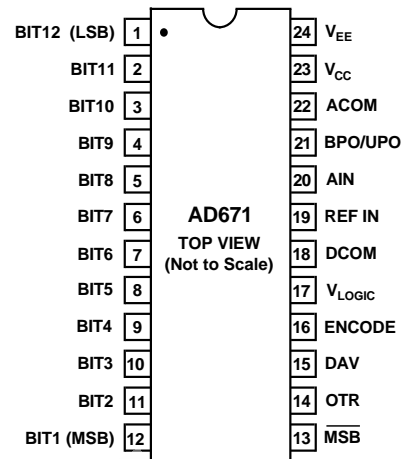 BIT12 (LSB) 1 24 VEE
BIT11 2 23 VCC
BIT10 3 22 ACOM
BIT9 4 21 BPO/UPO
BIT8 5 20 AIN
BIT7 6 AD671 19 REF IN
TOP VIEW
BIT6 7 (Not to Scale) 18 DCOM
BIT5 8 17 VLOGIC
BIT4 9 16 ENCODE
BIT3 10 15 DAV
BIT2 11 14 OTR
BIT1 (MSB) 12 13 MSB